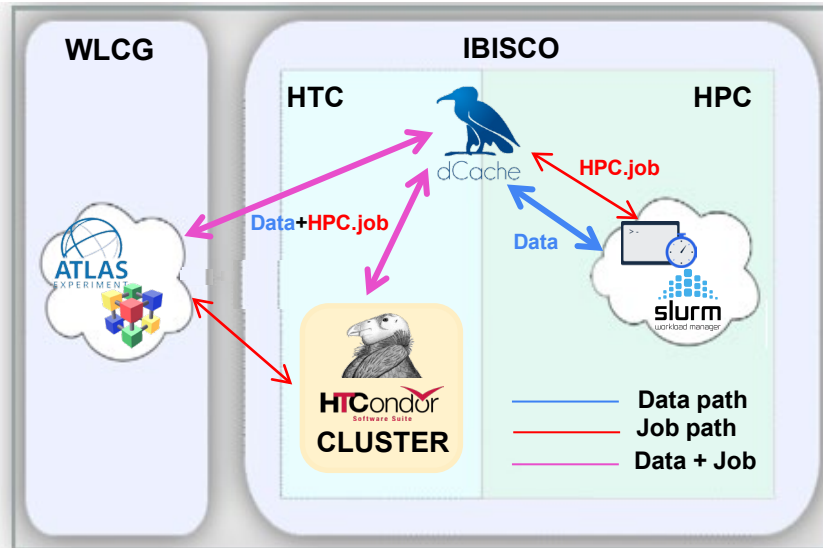 WLCG
IBISCO
HTC
HPC
dCache
HPC.job
Data+HPC.job
Data
ATLAS
EXPERIMENT
>-
slurm
workload manager
HTCondor
Software Suite
CLUSTER
Data path
Job path
Data + Job